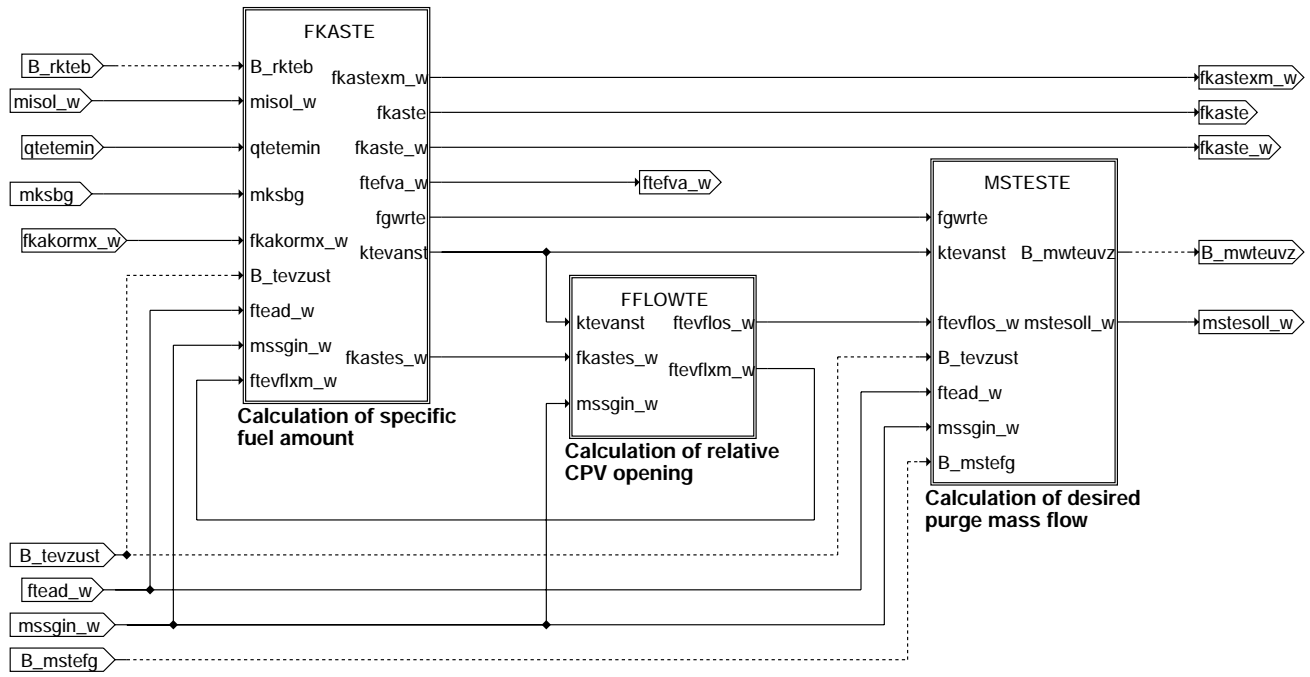 FKASTE
B_rkteb
B_rkteb
misol_w
misol_w
qtetemin
qtetemin
mksbg
mksbg
fkakormx_w
fkakormx_w
B_tevzust
ftead_w
mssgin_w
ftevflxm_w
fkastexm_w
fkaste
fkaste_w
ftefva_w
fgwrte
ktevanst
fkastes_w
Calculation of specific
fuel amount
fkastexm_w
fkaste
fkaste_w
ftefva_w
FFLOWTE
ktevanst
fkastes_w
mssgin_w
ftevflos_w
ftevflxm_w
Calculation of relative
CPV opening
MSTESTE
fgwrte
ktevanst
ftevflos_w
B_tevzust
ftead_w
mssgin_w
B_mstefg
B_mwteuvz
mstesoll_w
Calculation of desired
purge mass flow
B_mwteuvz
mstesoll_w
B_tevzust
ftead_w
mssgin_w
B_mstefg